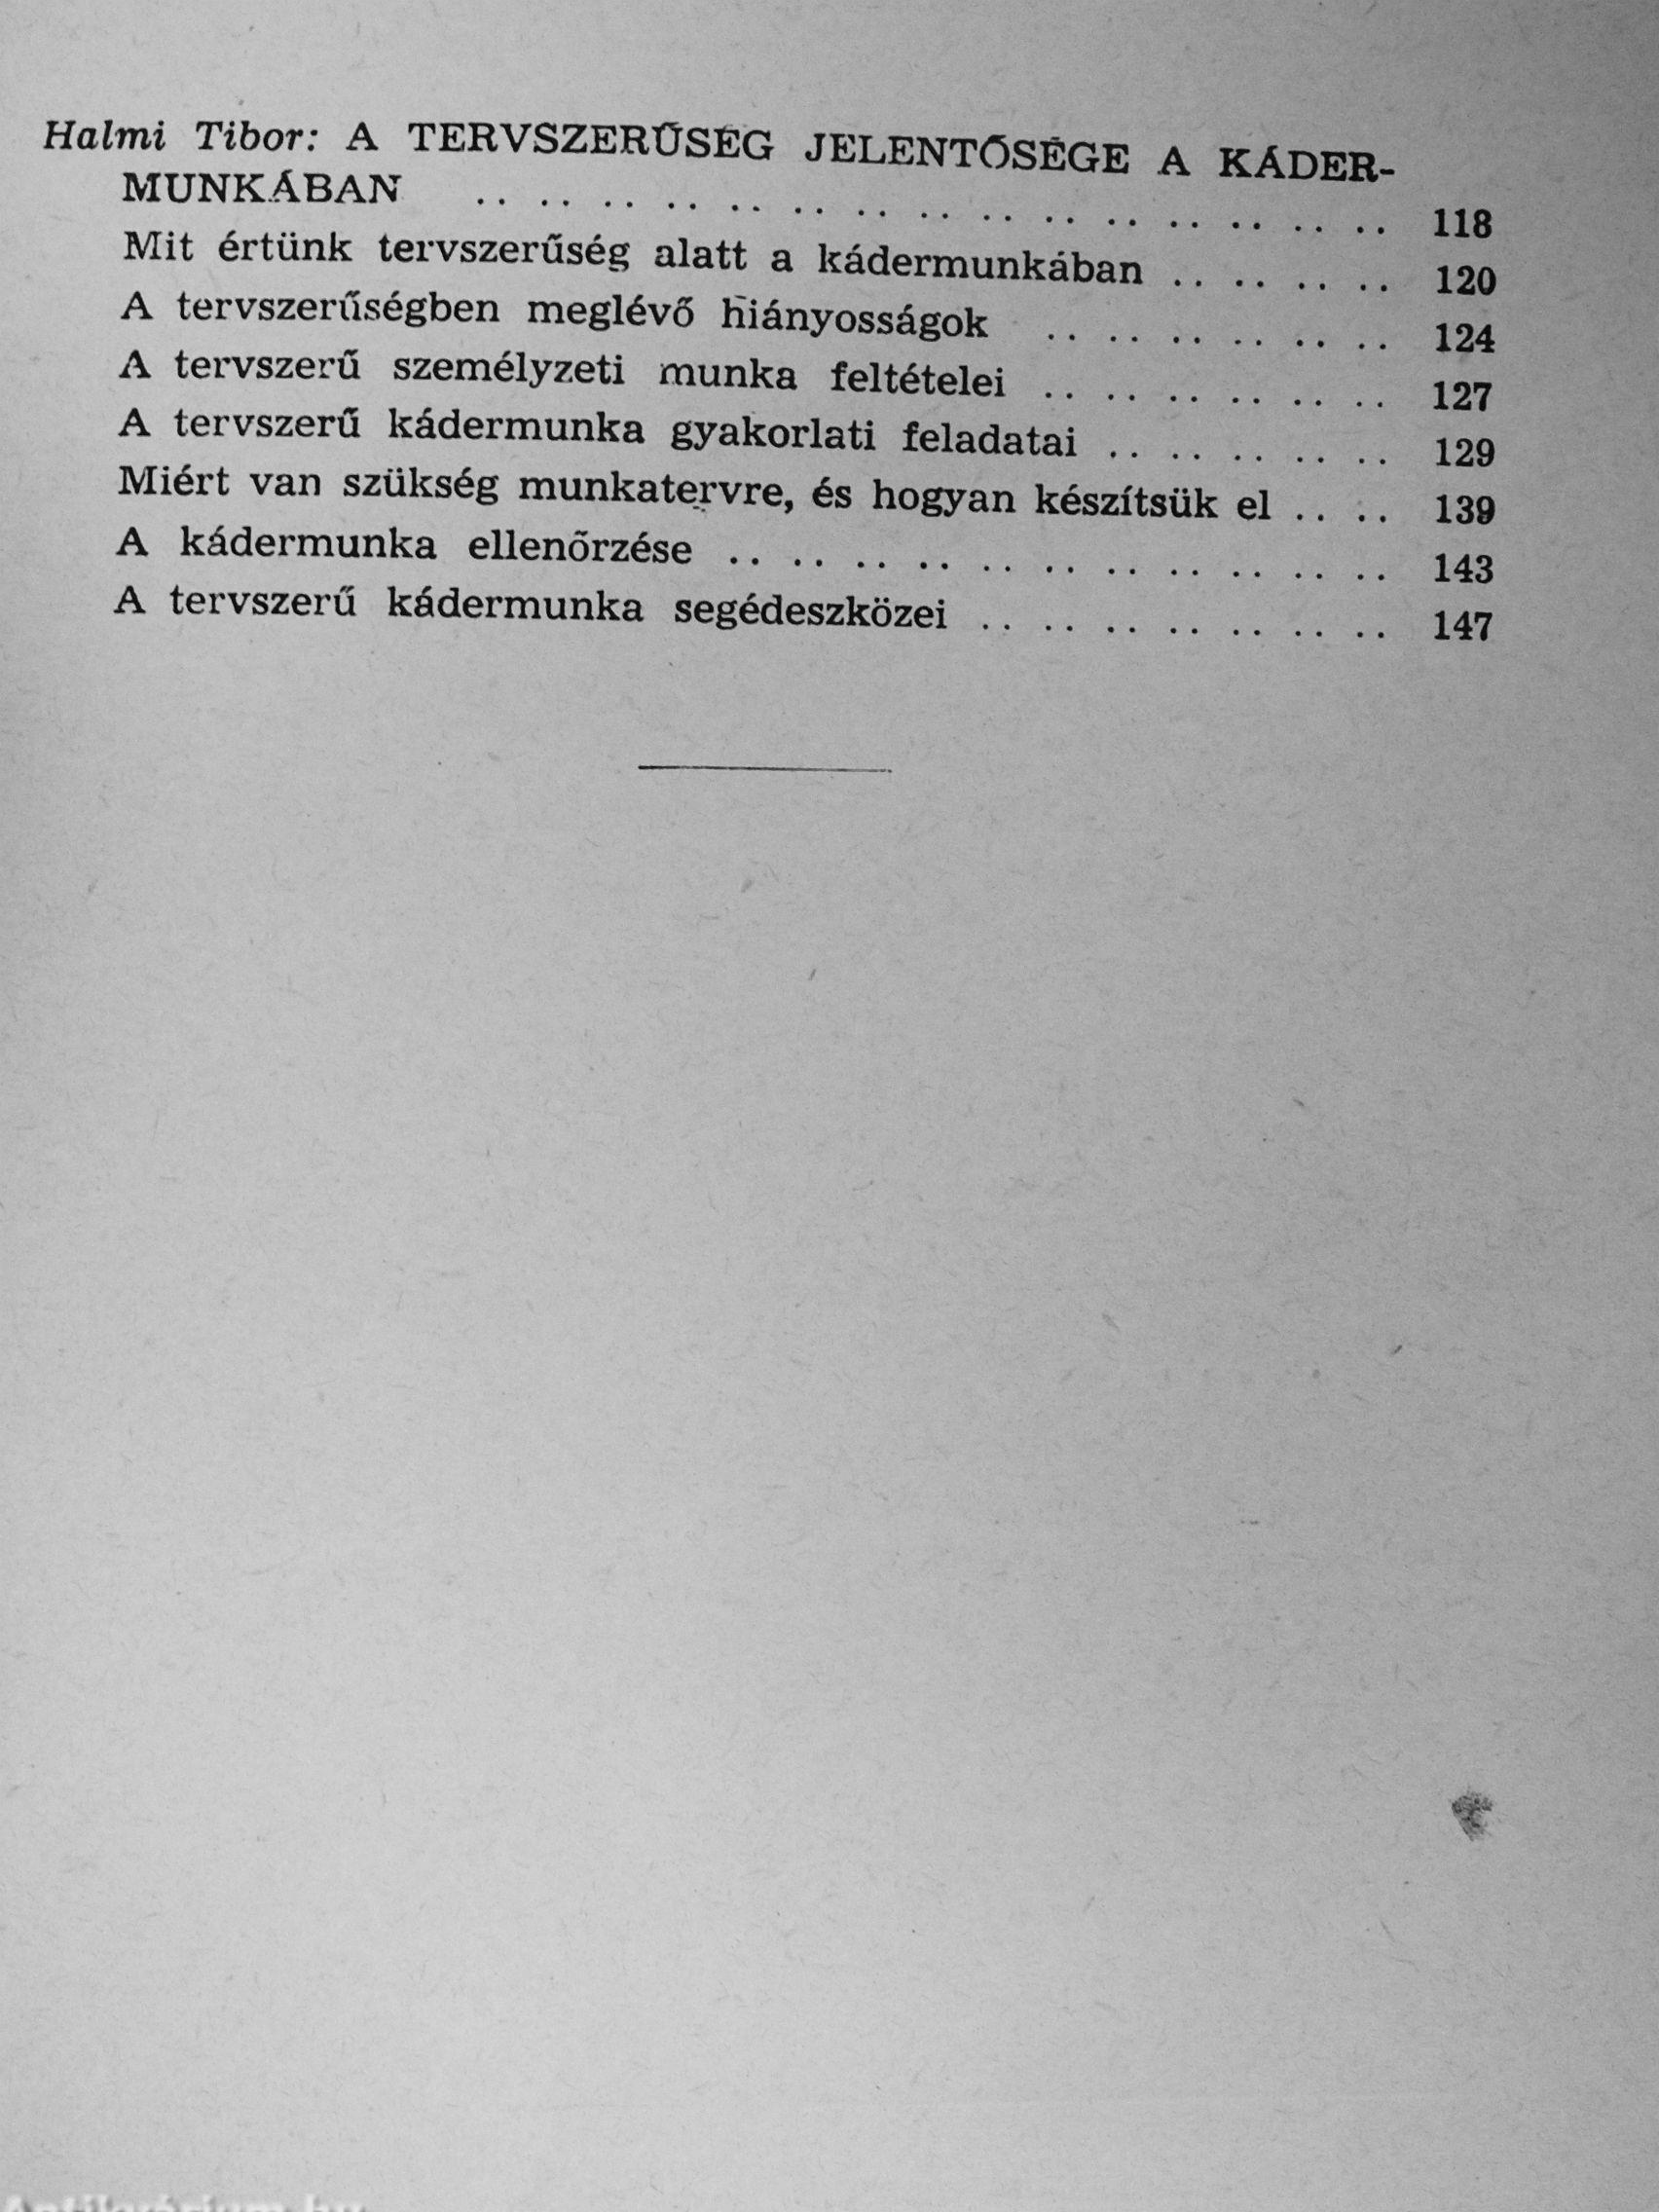 Halmi Tibor: A TERVSZERŰSÉG JELENTŐSÉGE A KÁDER-
MUNKÁBAN .. .. .. .. .. .. .. .. .. .. .. .. .. .. .. 118
Mit értünk tervszerűség alatt a kádermunkában .. .. .. .. 120
A tervszerűségben meglévő hiányosságok .. .. .. .. .. .. 124
A tervszerű személyzeti munka feltételei .. .. .. .. .. .. 127
A tervszerű kádermunka gyakorlati feladatai .. .. .. .. .. 129
Miért van szükség munkatervre, és hogyan készítsük el .. .. 139
A kádermunka ellenőrzése .. .. .. .. .. .. .. .. .. .. .. 143
A tervszerű kádermunka segédeszközei .. .. .. .. .. .. .. 147
Antikvárium.hu